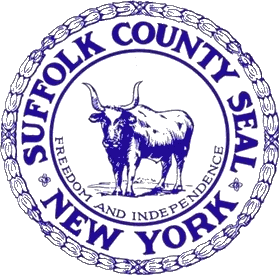 SUFFOLK COUNTY SEAL
NEW YORK
FREEDOM AND INDEPENDENCE